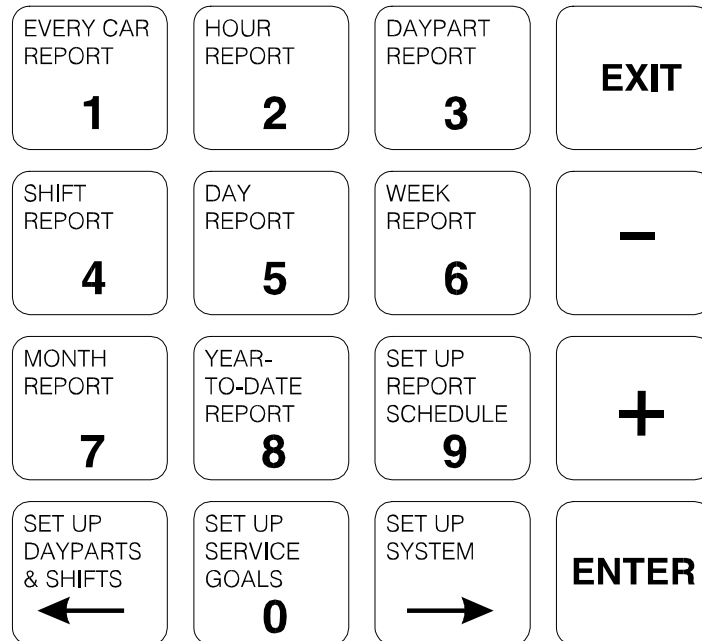 EVERY CAR
REPORT
1
HOUR
REPORT
2
DAYPART
REPORT
3
EXIT
SHIFT
REPORT
4
DAY
REPORT
5
WEEK
REPORT
6
−
MONTH
REPORT
7
YEAR-
TO-DATE
REPORT
8
SET UP
REPORT
SCHEDULE
9
+
SET UP
DAYPARTS
& SHIFTS
←
SET UP
SERVICE
GOALS
0
SET UP
SYSTEM
→
ENTER